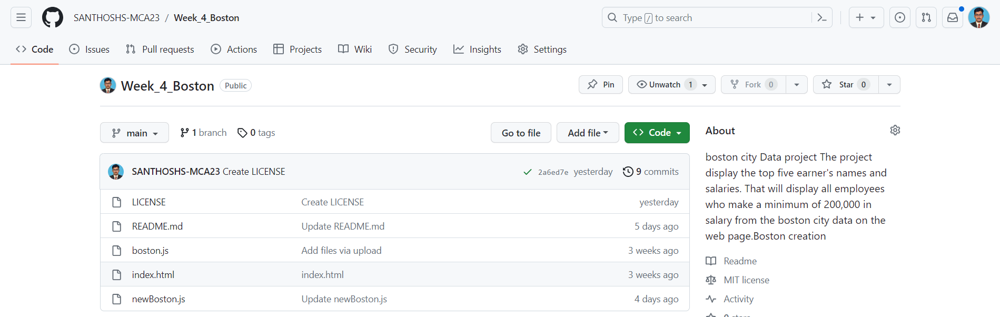 SANTHOSHS-MCA23 / Week_4_Boston
Type / to search
Code
Issues
Pull requests
Actions
Projects
Wiki
Security
Insights
Settings
Week_4_Boston Public
Pin
Unwatch 1
Fork 0
Star 0
main
1 branch
0 tags
Go to file
Add file
Code
SANTHOSHS-MCA23 Create LICENSE 2a6ed7e yesterday 9 commits
LICENSE Create LICENSE yesterday
README.md Update README.md 5 days ago
boston.js Add files via upload 3 weeks ago
index.html index.html 3 weeks ago
newBoston.js Update newBoston.js 4 days ago
About
boston city Data project The project
display the top five earner's names and
salaries. That will display all employees
who make a minimum of 200,000 in
salary from the boston city data on the
web page.Boston creation
Readme
MIT license
Activity